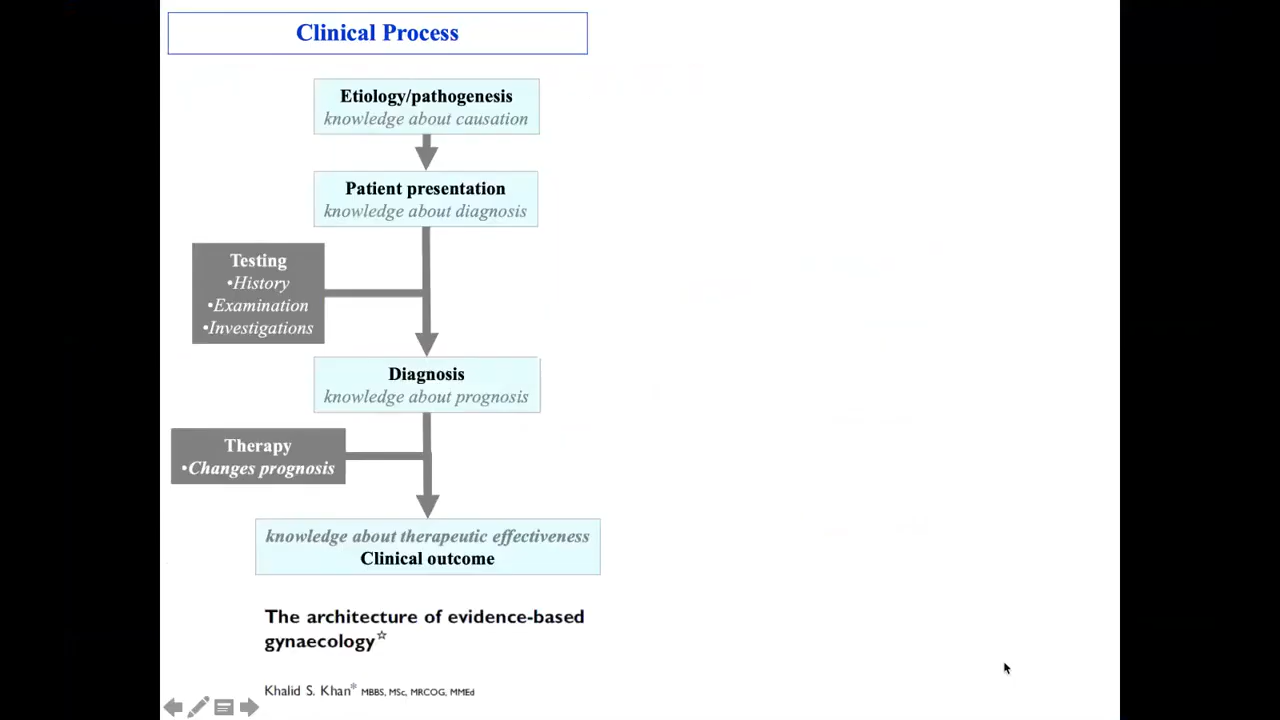 Clinical Process
Etiology/pathogenesis
knowledge about causation
Patient presentation
knowledge about diagnosis
Testing
•History
•Examination
•Investigations
Diagnosis
knowledge about prognosis
Therapy
•Changes prognosis
knowledge about therapeutic effectiveness
Clinical outcome
The architecture of evidence-based
gynaecology☆
Khalid S. Khan* MBBS, MSc, MRCOG, MMEd